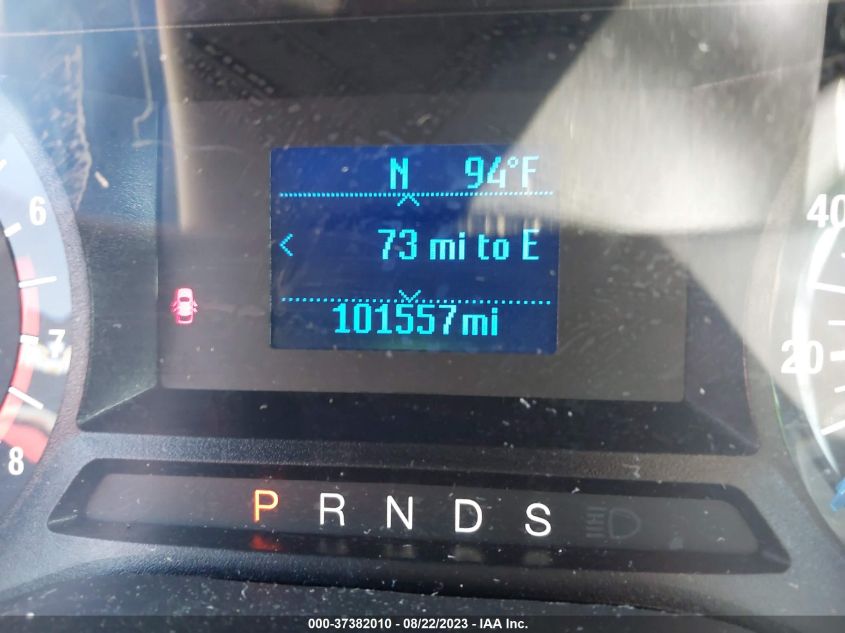 N 94°F
73 mi to E
101557mi
6
7
8
40
20
P R N D S
000-37382010 - 08/22/2023 - IAA Inc.